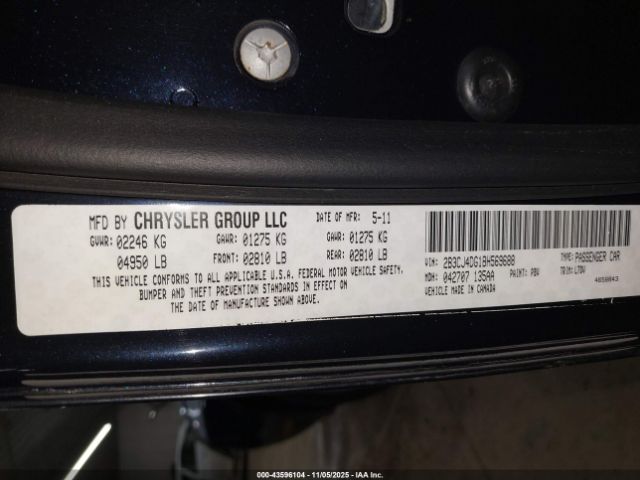 MFD BY CHRYSLER GROUP LLC DATE OF MFR: 5-11
GVWR: 02246 KG GAWR: 01275 KG GAWR: 01275 KG
04950 LB FRONT: 02810 LB REAR: 02810 LB
THIS VEHICLE CONFORMS TO ALL APPLICABLE U.S.A. FEDERAL MOTOR VEHICLE SAFETY,
BUMPER AND THEFT PREVENTION STANDARDS IN EFFECT ON
THE DATE OF MANUFACTURE SHOWN ABOVE.
VIN: 2B3CJ4DG1BH569688 TYPE: PASSENGER CAR
MDH: 042707 135AA PAINT: PBV TRIM: L7DV
VEHICLE MADE IN CANADA
000-43596104 - 11/05/2025 - IAA Inc.